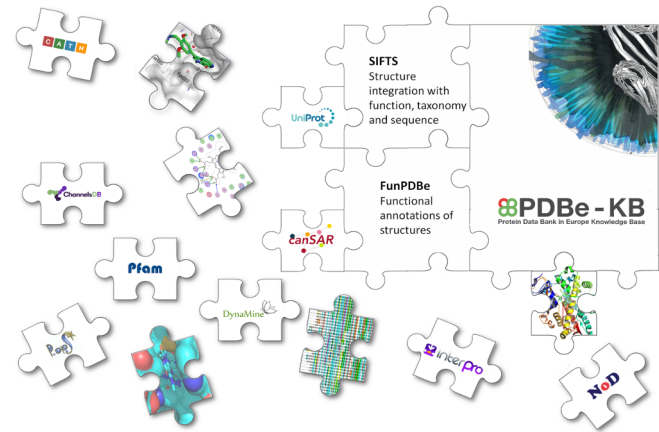 CATH
SIFTS
Structure
integration with
function, taxonomy
and sequence
UniProt
ChannelsDB
FunPDBe
Functional
annotations of
structures
PDBe-KB
Protein Data Bank in Europe Knowledge Base
canSAR
Pfam
DynaMine
interpro
NoD